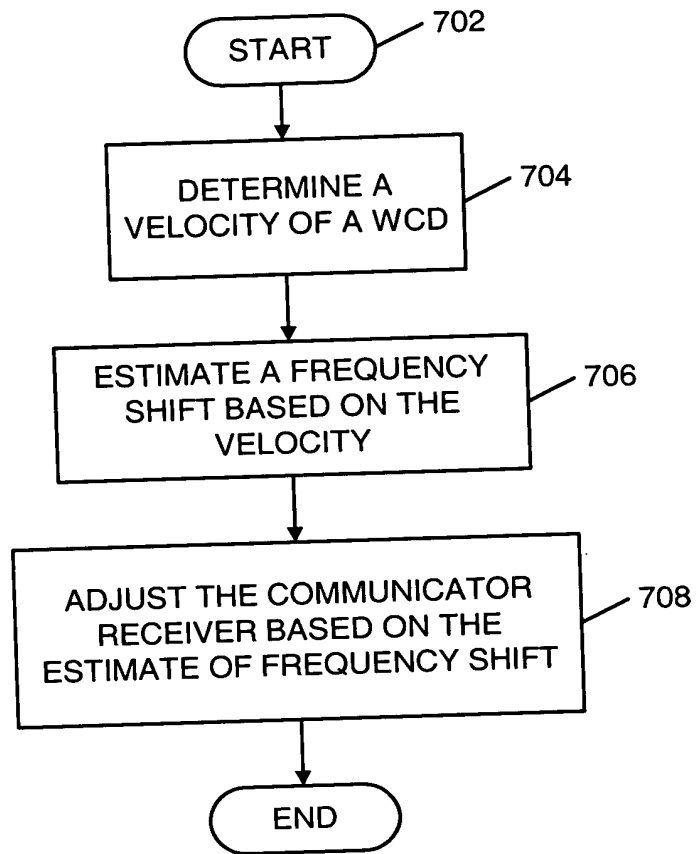 START
702
DETERMINE A
VELOCITY OF A WCD
704
ESTIMATE A FREQUENCY
SHIFT BASED ON THE
VELOCITY
706
ADJUST THE COMMUNICATOR
RECEIVER BASED ON THE
ESTIMATE OF FREQUENCY SHIFT
708
END